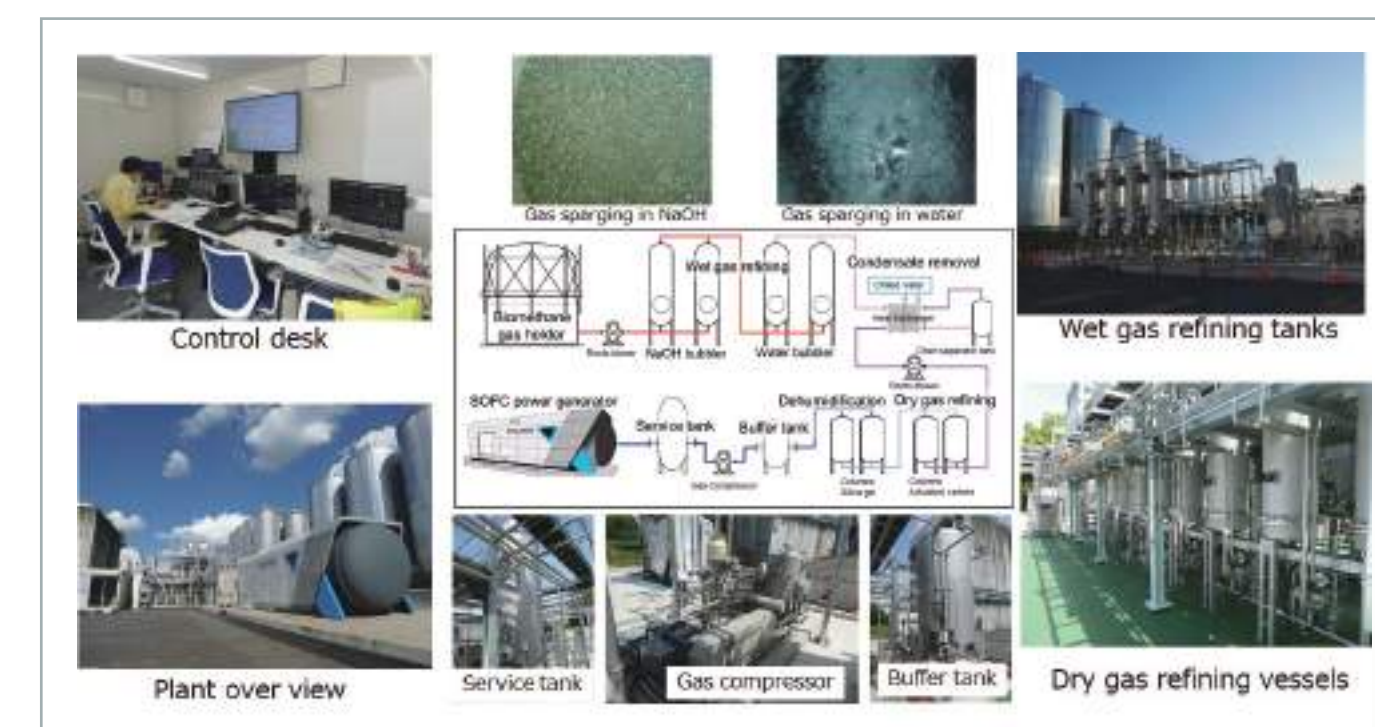 Control desk
Gas sparging in NaOH
Gas sparging in water
Wet gas refining tanks
Biomethane
gas holder
Wet gas refining
Condensate removal
NaOH bubbler
Water bubbler
SOFC power generator
Service tank
Buffer tank
Dehumidification
Dry gas refining
Plant over view
Service tank
Gas compressor
Buffer tank
Dry gas refining vessels